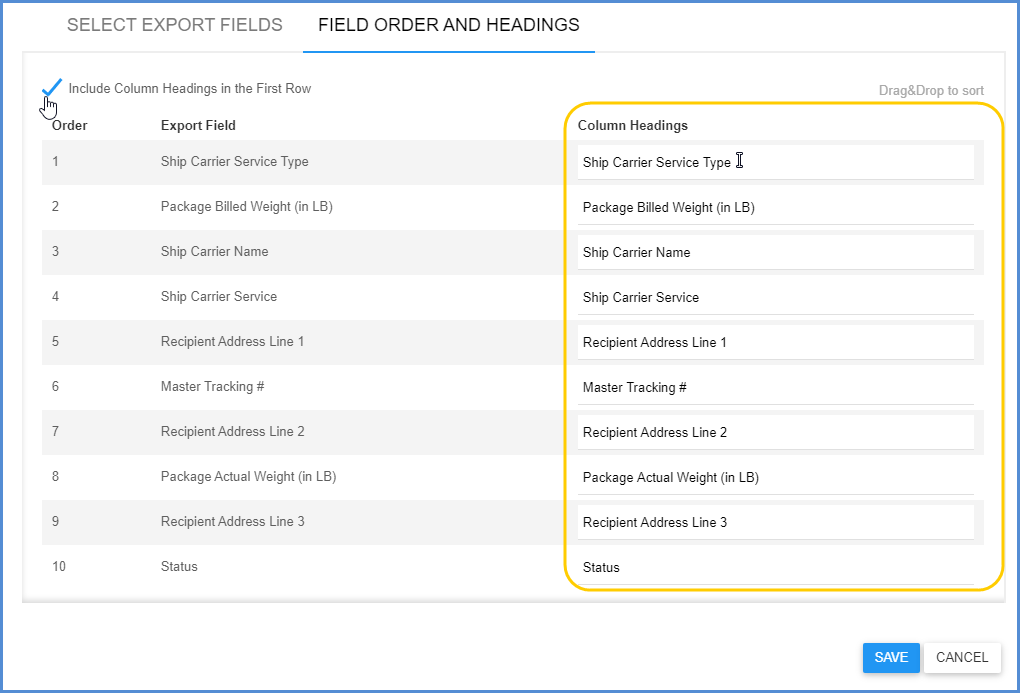 SELECT EXPORT FIELDS FIELD ORDER AND HEADINGS
Include Column Headings in the First Row
Drag&Drop to sort
Order Export Field Column Headings
1 Ship Carrier Service Type Ship Carrier Service Type
2 Package Billed Weight (in LB) Package Billed Weight (in LB)
3 Ship Carrier Name Ship Carrier Name
4 Ship Carrier Service Ship Carrier Service
5 Recipient Address Line 1 Recipient Address Line 1
6 Master Tracking # Master Tracking #
7 Recipient Address Line 2 Recipient Address Line 2
8 Package Actual Weight (in LB) Package Actual Weight (in LB)
9 Recipient Address Line 3 Recipient Address Line 3
10 Status Status
SAVE CANCEL